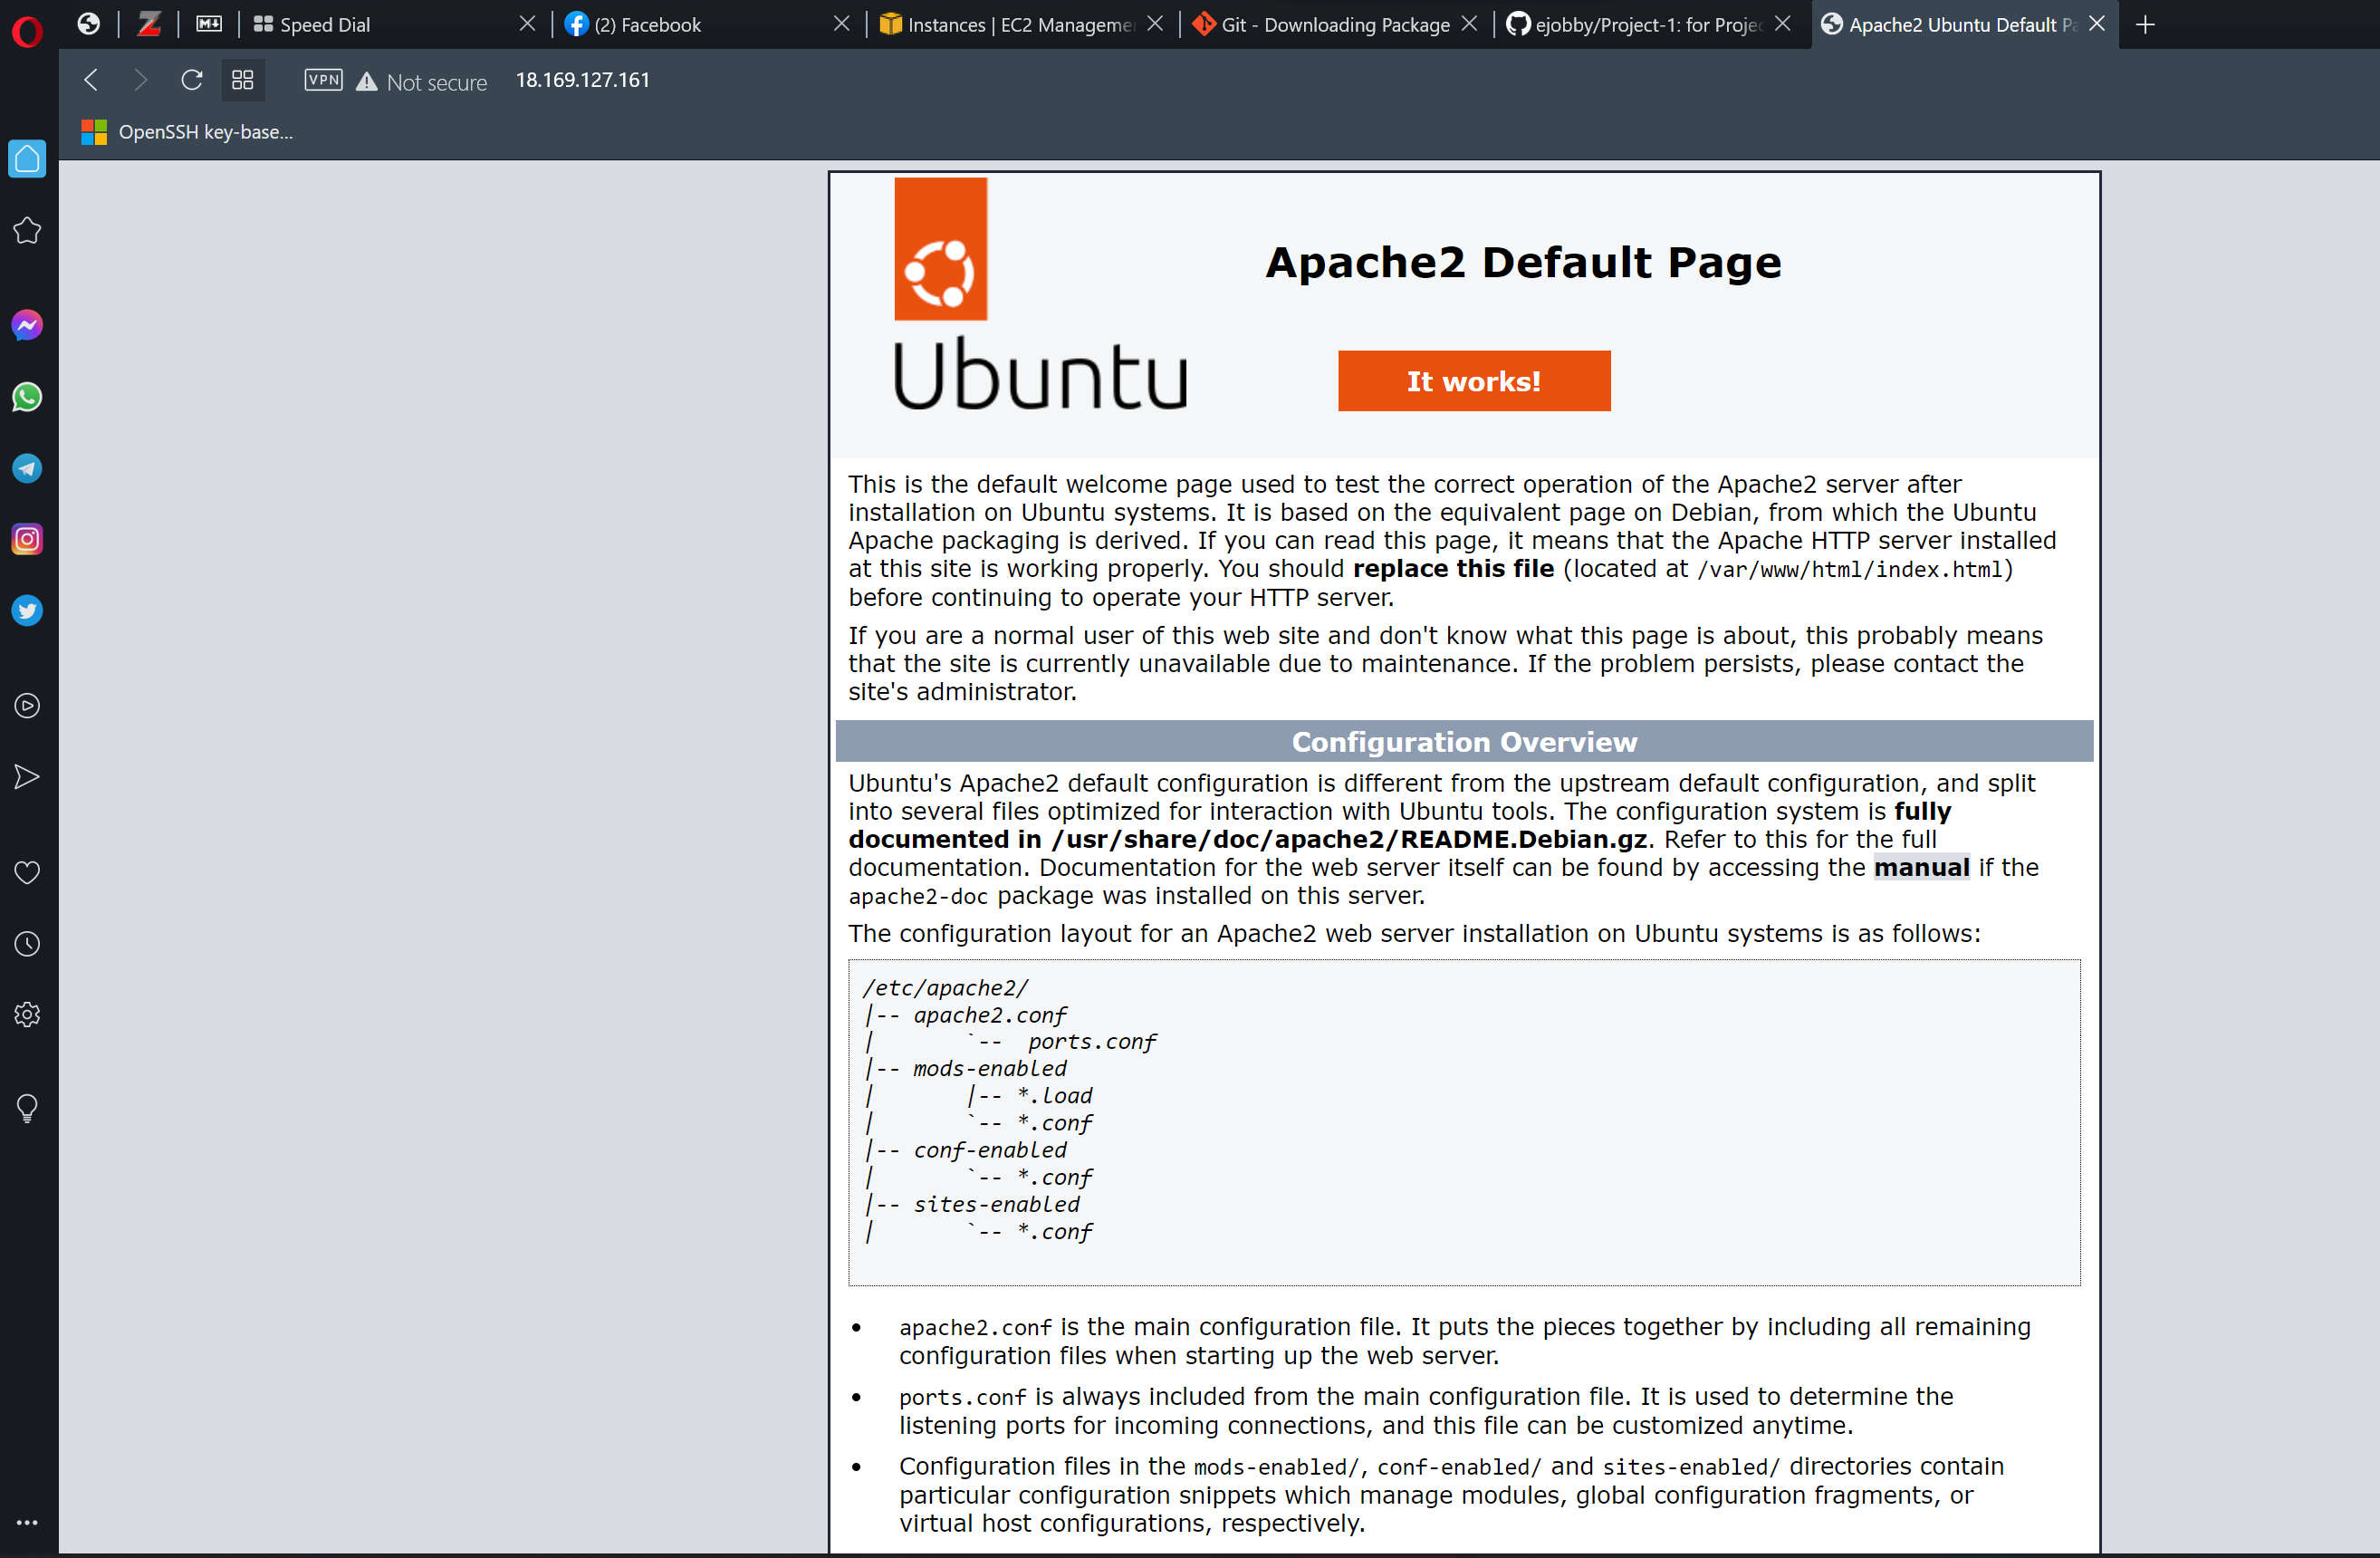 Speed Dial
(2) Facebook
Instances | EC2 Manageme
Git - Downloading Package
ejobby/Project-1: for Projec
Apache2 Ubuntu Default Pa
VPN
Not secure
18.169.127.161
OpenSSH key-base...
Apache2 Default Page
Ubuntu
It works!
This is the default welcome page used to test the correct operation of the Apache2 server after
installation on Ubuntu systems. It is based on the equivalent page on Debian, from which the Ubuntu
Apache packaging is derived. If you can read this page, it means that the Apache HTTP server installed
at this site is working properly. You should replace this file (located at /var/www/html/index.html)
before continuing to operate your HTTP server.
If you are a normal user of this web site and don't know what this page is about, this probably means
that the site is currently unavailable due to maintenance. If the problem persists, please contact the
site's administrator.
Configuration Overview
Ubuntu's Apache2 default configuration is different from the upstream default configuration, and split
into several files optimized for interaction with Ubuntu tools. The configuration system is fully
documented in /usr/share/doc/apache2/README.Debian.gz. Refer to this for the full
documentation. Documentation for the web server itself can be found by accessing the manual if the
apache2-doc package was installed on this server.
The configuration layout for an Apache2 web server installation on Ubuntu systems is as follows:
/etc/apache2/
|-- apache2.conf
|       `--  ports.conf
|-- mods-enabled
|       |-- *.load
|       `-- *.conf
|-- conf-enabled
|       `-- *.conf
|-- sites-enabled
|       `-- *.conf
• apache2.conf is the main configuration file. It puts the pieces together by including all remaining
configuration files when starting up the web server.
• ports.conf is always included from the main configuration file. It is used to determine the
listening ports for incoming connections, and this file can be customized anytime.
• Configuration files in the mods-enabled/, conf-enabled/ and sites-enabled/ directories contain
particular configuration snippets which manage modules, global configuration fragments, or
virtual host configurations, respectively.